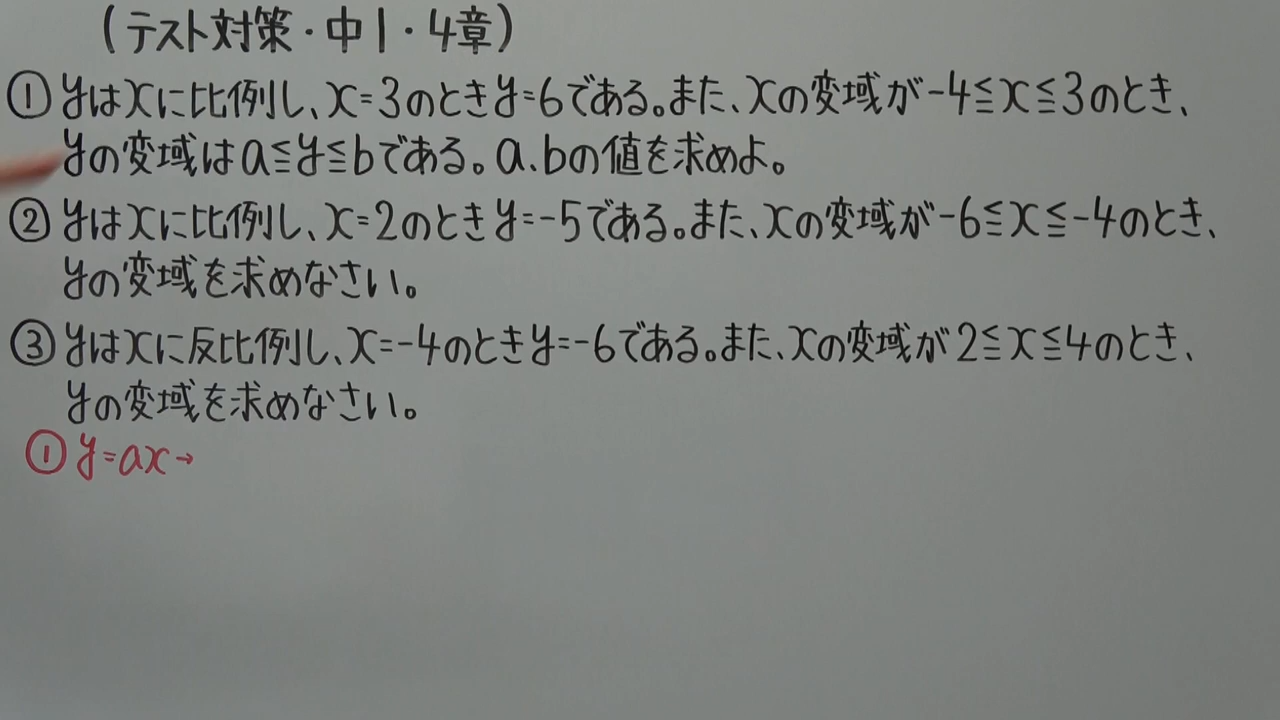 (テスト対策・中1・4章)
①yはxに比例し、x=3のときy=6である。また、xの変域が-4≦x≦3のとき、
yの変域はa≦y≦bである。a.bの値を求めよ。
②yはxに比例し、x=2のときy=-5である。また、xの変域が-6≦x≦-4のとき、
yの変域を求めなさい。
③yはxに反比例し、x=-4のときy=-6である。また、xの変域が2≦x≦4のとき、
yの変域を求めなさい。
①y=ax→